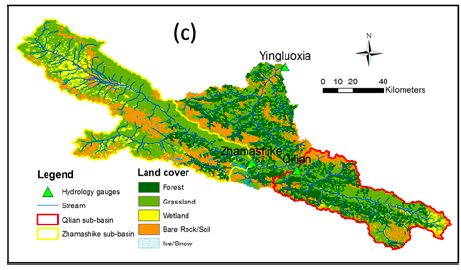 (c)
Yingluoxia
N
0 10 20 40
Kilometers
Zhamashike
Qilian
Legend
Hydrology gauges
Stream
Qilian sub-basin
Zhamashike sub-basin
Land cover
Forest
Grassland
Wetland
Bare Rock/Soil
Ice/Snow